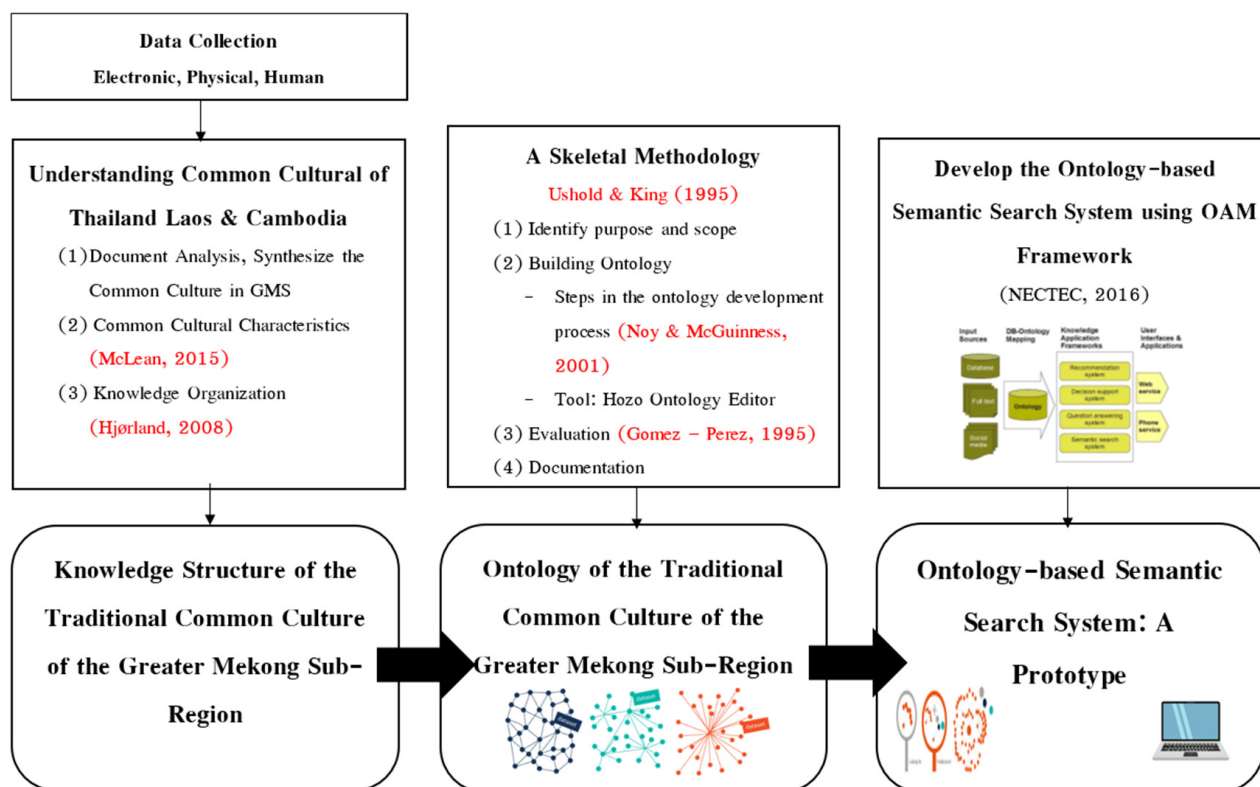 Data Collection
Electronic, Physical, Human
Understanding Common Cultural of
Thailand Laos & Cambodia
(1) Document Analysis, Synthesize the
Common Culture in GMS
(2) Common Cultural Characteristics
(McLean, 2015)
(3) Knowledge Organization
(Hjørland, 2008)
A Skeletal Methodology
Ushold & King (1995)
(1) Identify purpose and scope
(2) Building Ontology
- Steps in the ontology development
process (Noy & McGuinness,
2001)
- Tool: Hozo Ontology Editor
(3) Evaluation (Gomez - Perez, 1995)
(4) Documentation
Develop the Ontology-based
Semantic Search System using OAM
Framework
(NECTEC, 2016)
Input
Sources
DB-Ontology
Mapping
Knowledge
Application
Frameworks
User
Interfaces &
Applications
Database
Full text
Social
media
Ontology
Recommendation
system
Decision support
system
Question answering
system
Semantic search
system
Web
service
Phone
service
Knowledge Structure of the
Traditional Common Culture
of the Greater Mekong Sub-
Region
Ontology of the Traditional
Common Culture of the
Greater Mekong Sub-Region
dataset
dataset
dataset
Ontology-based Semantic
Search System: A
Prototype